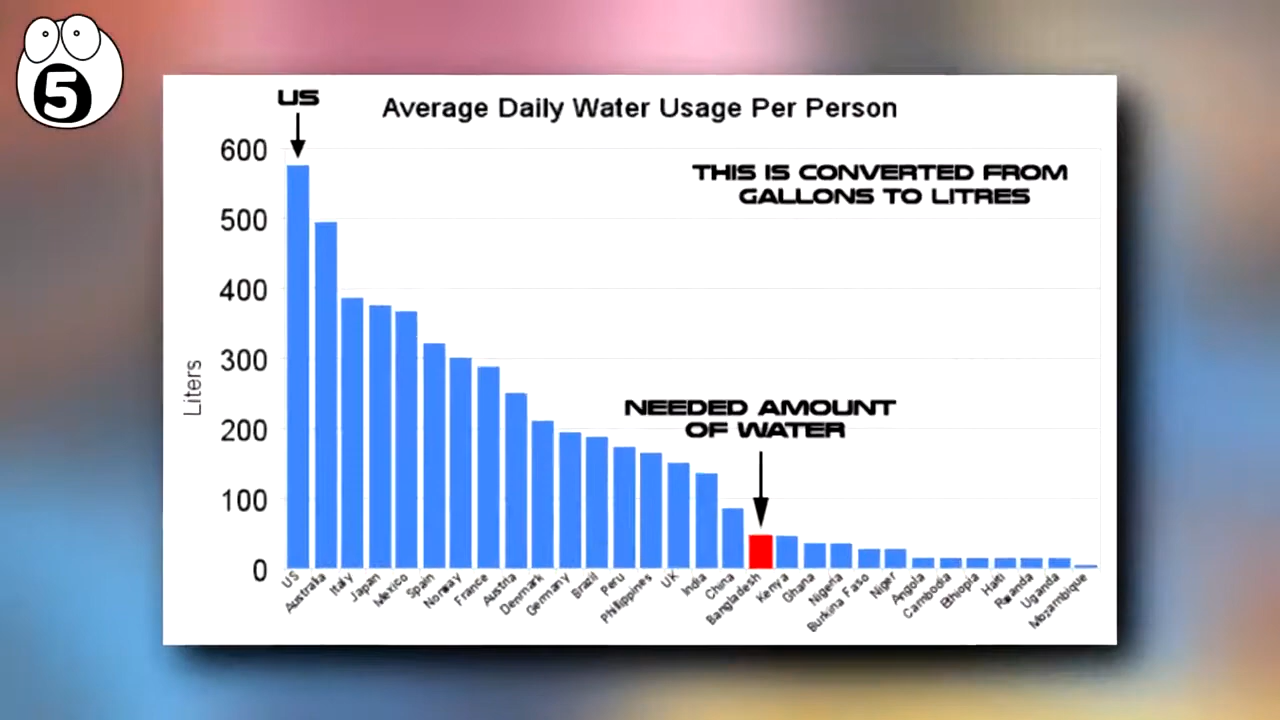 5
US
Average Daily Water Usage Per Person
600
THIS IS CONVERTED FROM
GALLONS TO LITRES
500
400
300
Liters
NEEDED AMOUNT
OF WATER
200
100
0
US
Australia
Italy
Japan
Mexico
Spain
Norway
France
Austria
Denmark
Germany
Brazil
Peru
Philippines
UK
India
China
Bangladesh
Kenya
Ghana
Nigeria
Burkina Faso
Niger
Angola
Cambodia
Ethiopia
Haiti
Rwanda
Uganda
Mozambique